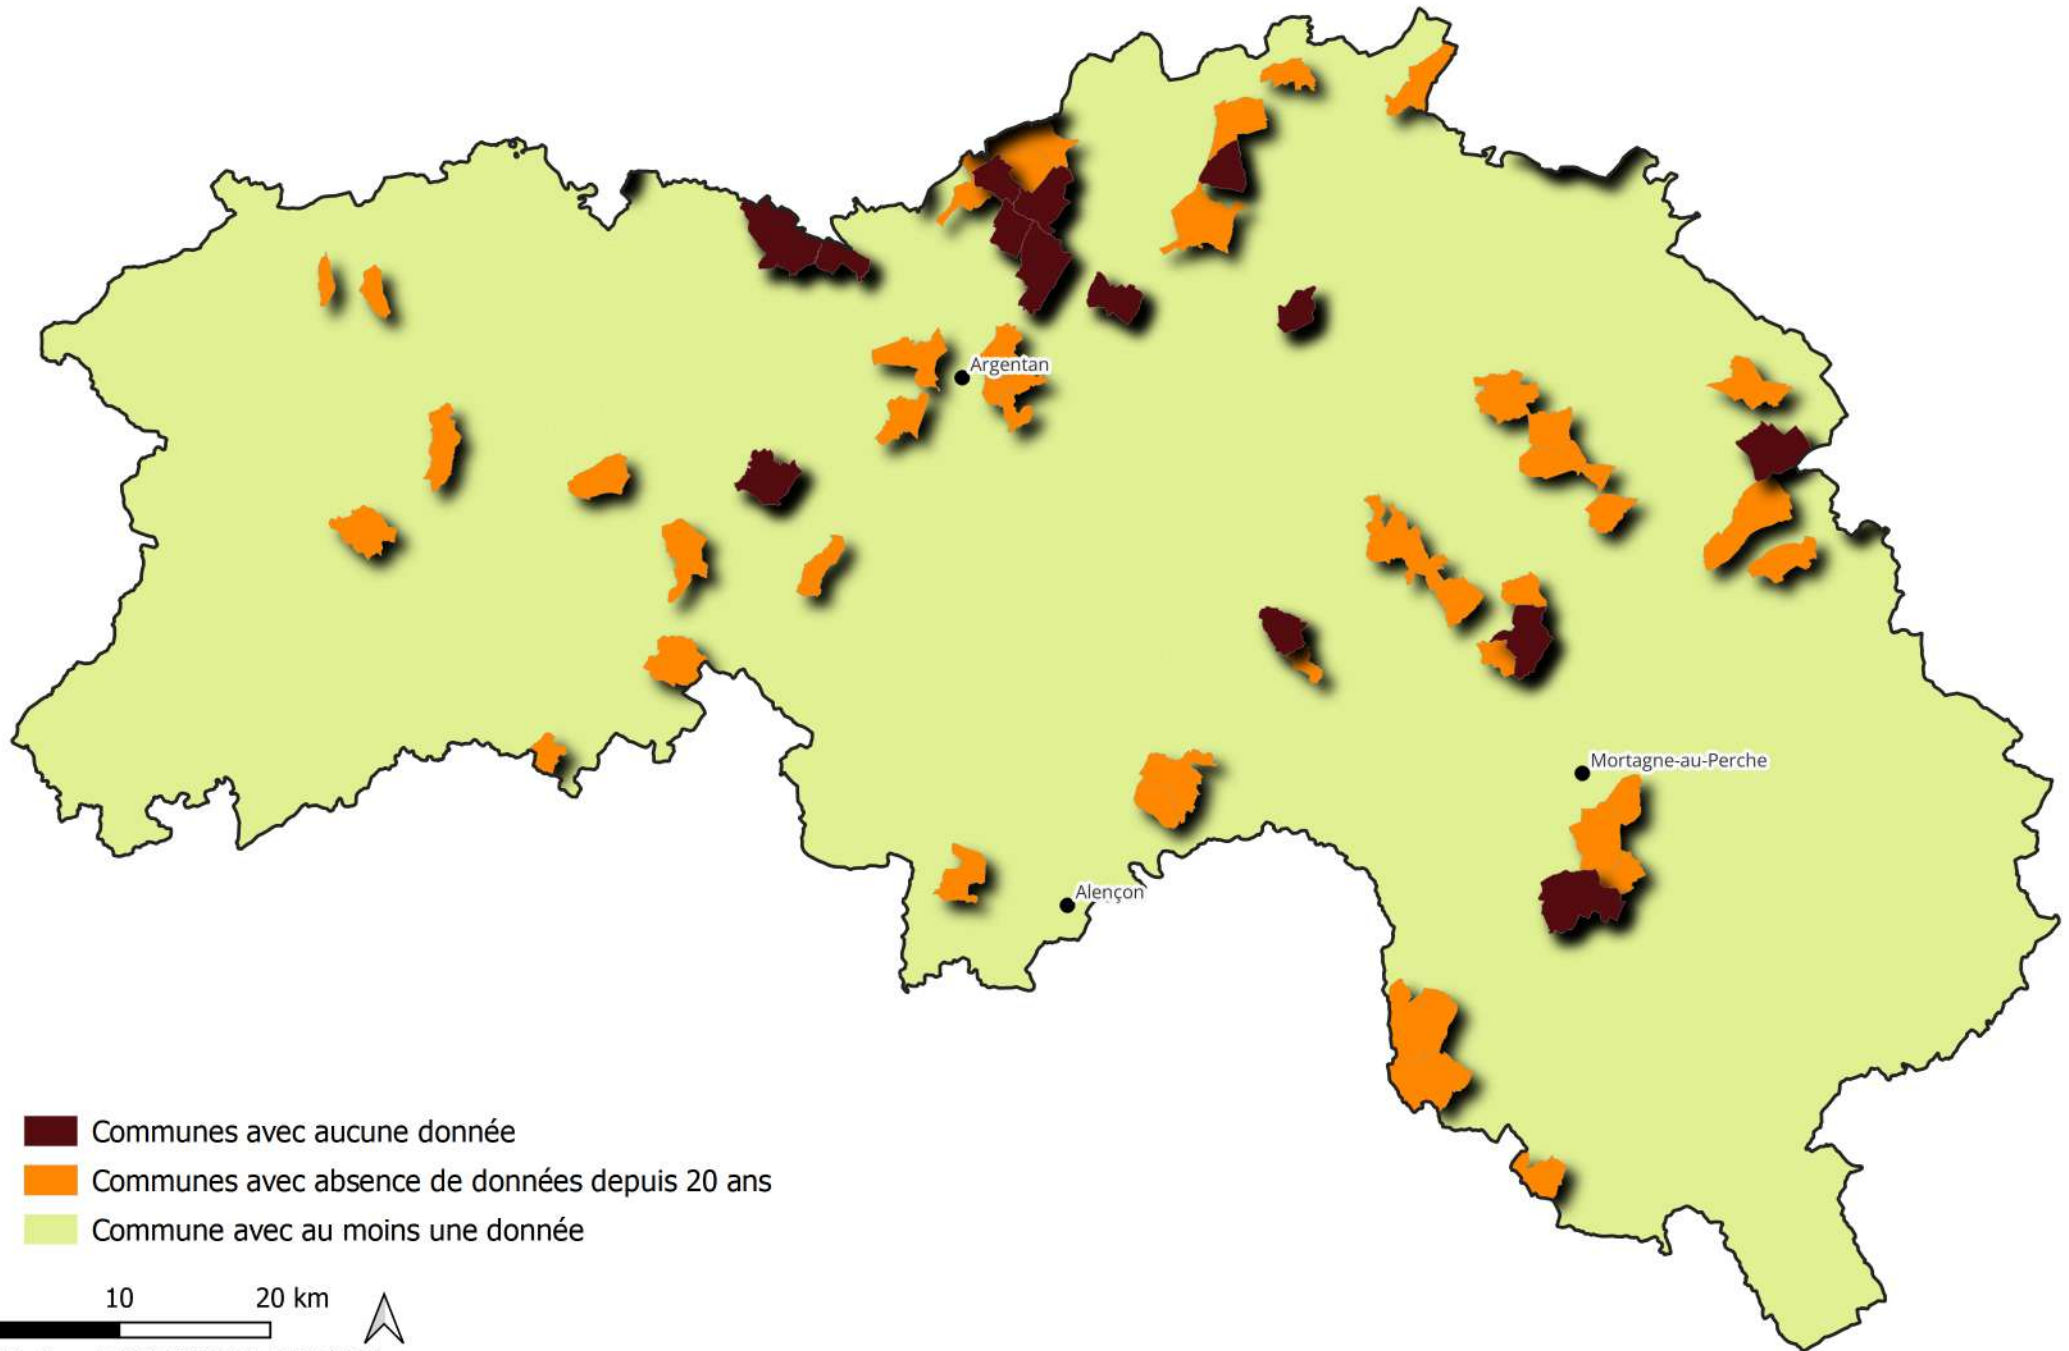 Argentan
Mortagne-au-Perche
Alençon
Communes avec aucune donnée
Communes avec absence de données depuis 20 ans
Commune avec au moins une donnée
10 20 km